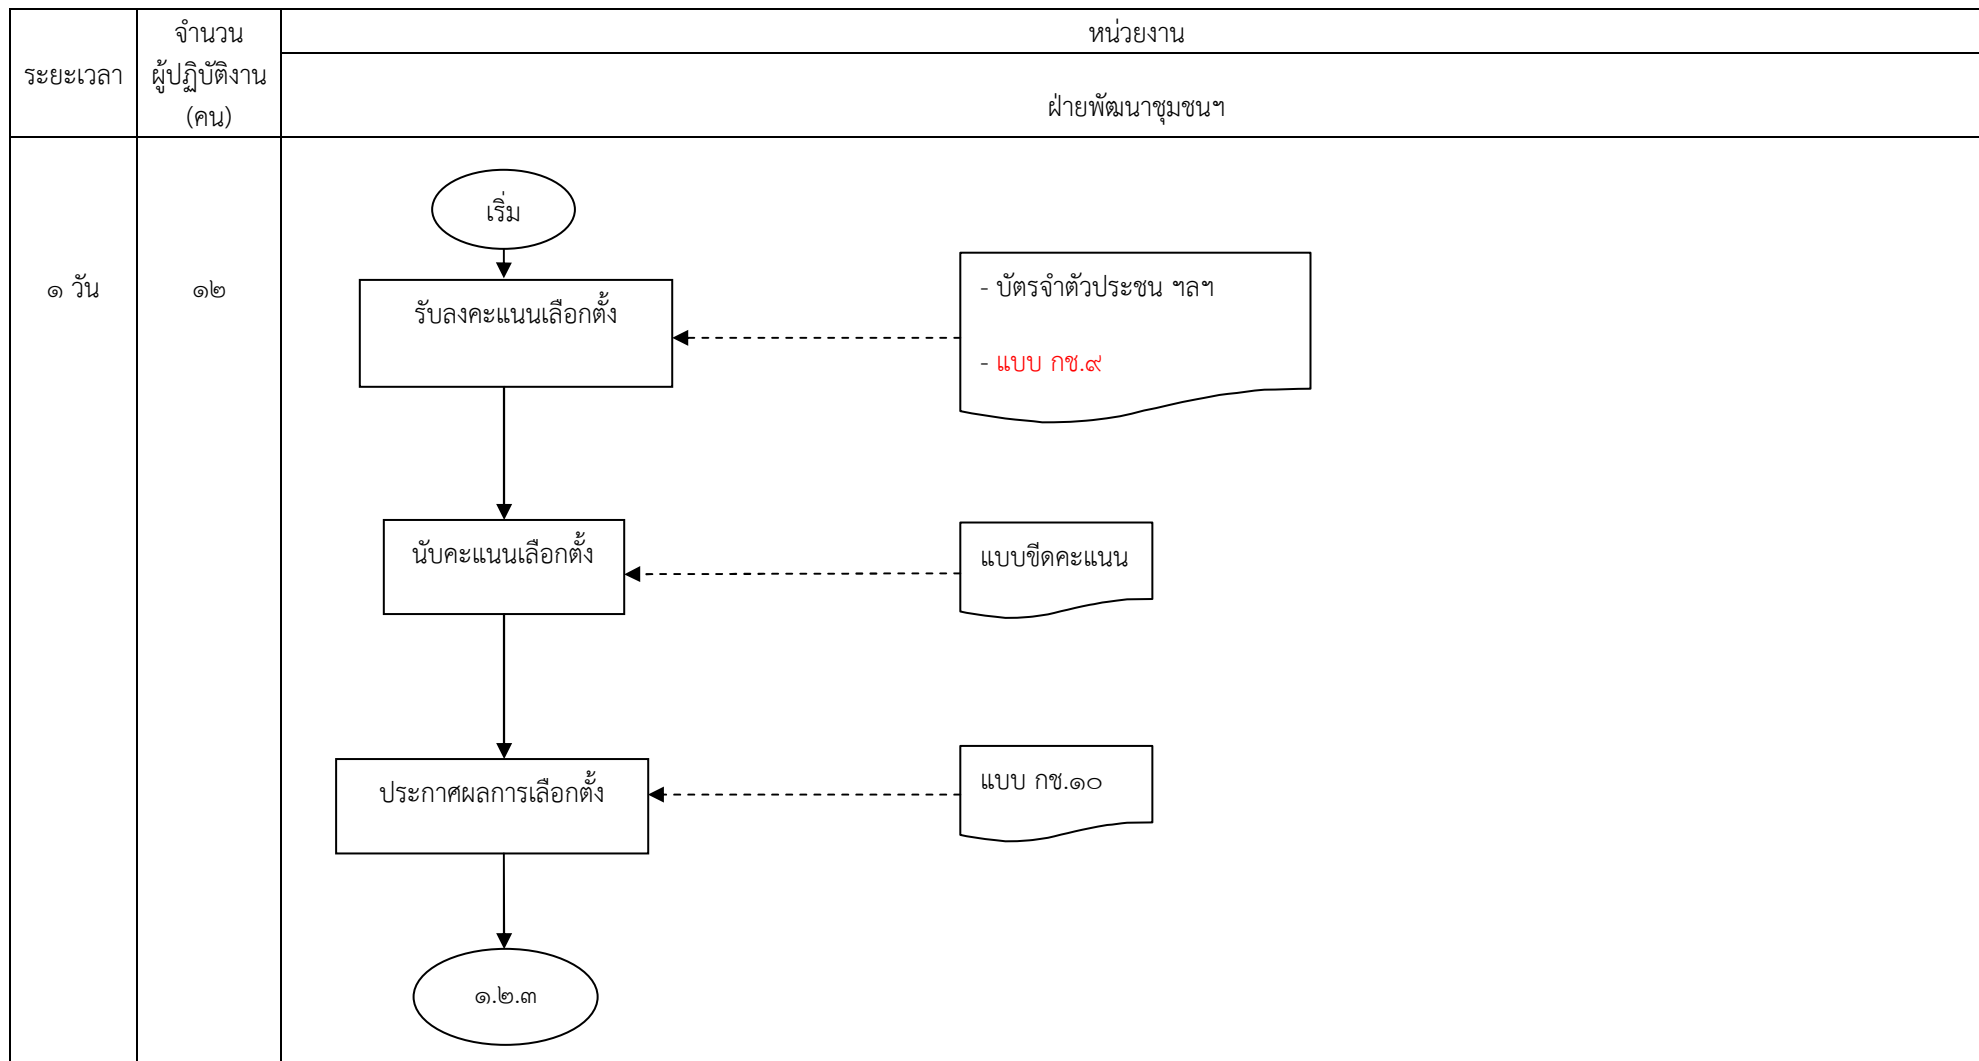 ระยะเวลา
จำนวน
ผู้ปฏิบัติงาน
(คน)
หน่วยงาน
ฝ่ายพัฒนาชุมชนฯ
๑ วัน
๑๒
เริ่ม
รับลงคะแนนเลือกตั้ง
- บัตรจำตัวประชน ฯลฯ
- แบบ กช.๙
นับคะแนนเลือกตั้ง
แบบขีดคะแนน
ประกาศผลการเลือกตั้ง
แบบ กช.๑๐
๑.๒.๓